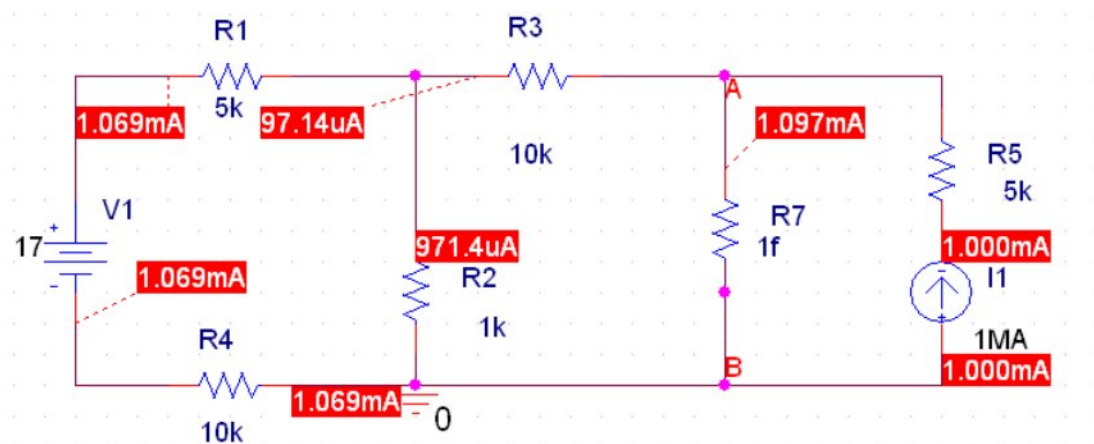 R1
R3
5k
1.069mA
97.14uA
A
1.097mA
10k
R5
5k
V1
+
17
-
R7
1f
971.4uA
1.000mA
1.069mA
R2
-
I1
+
R4
1k
1MA
B
1.000mA
1.069mA
0
10k